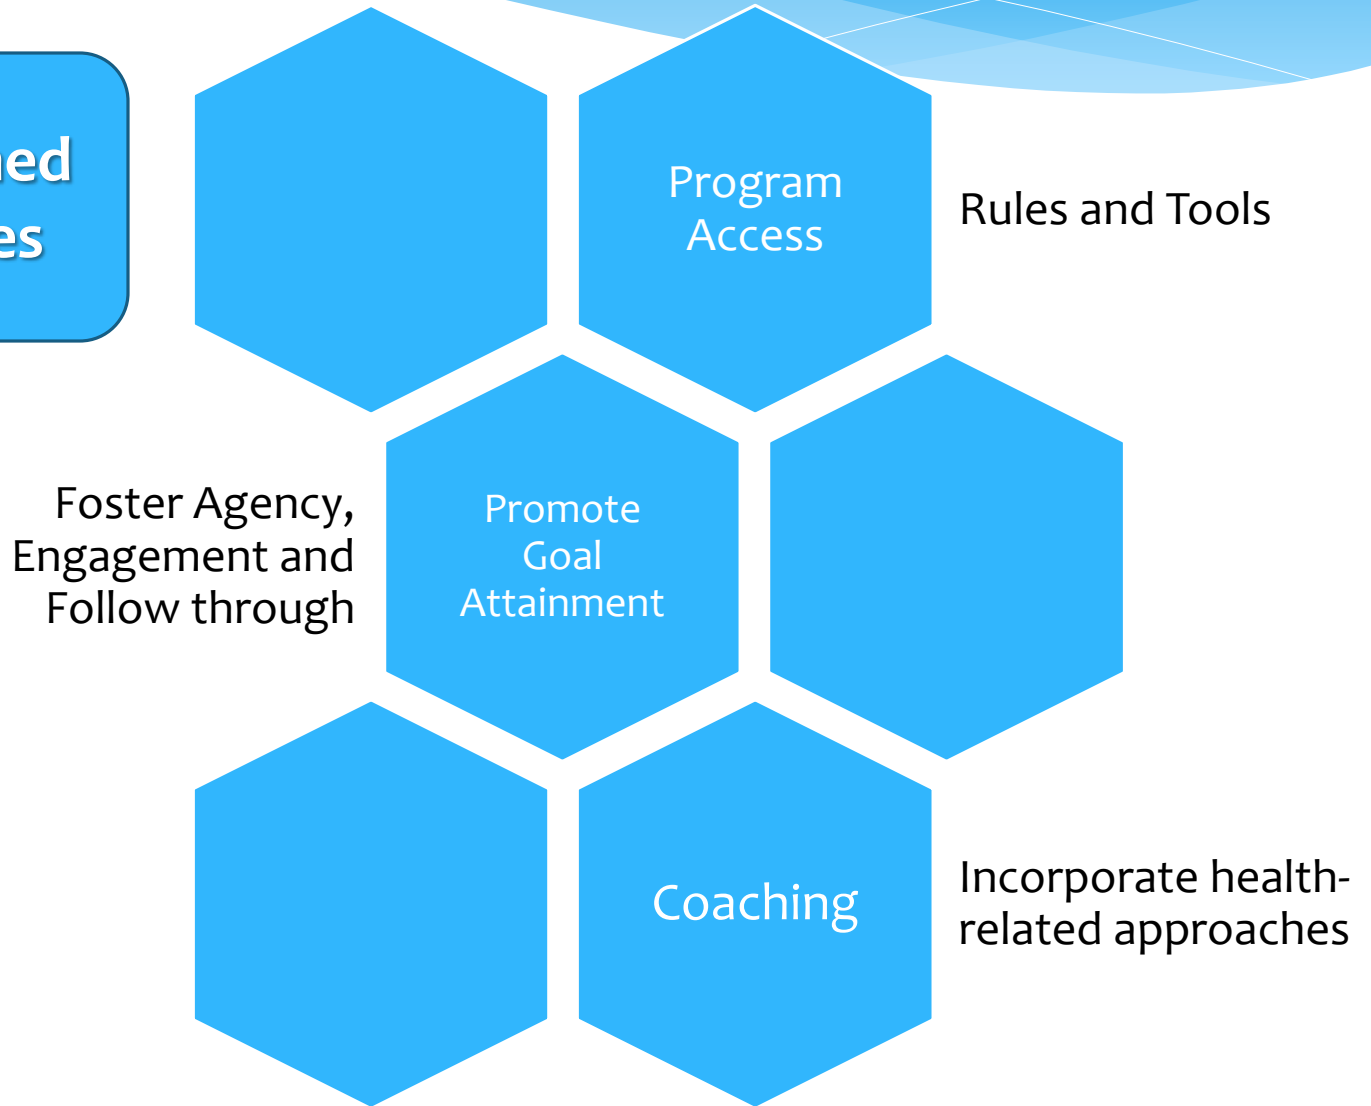 Program
Access
Rules and Tools
Foster Agency,
Engagement and
Follow through
Promote
Goal
Attainment
Coaching
Incorporate health-
related approaches